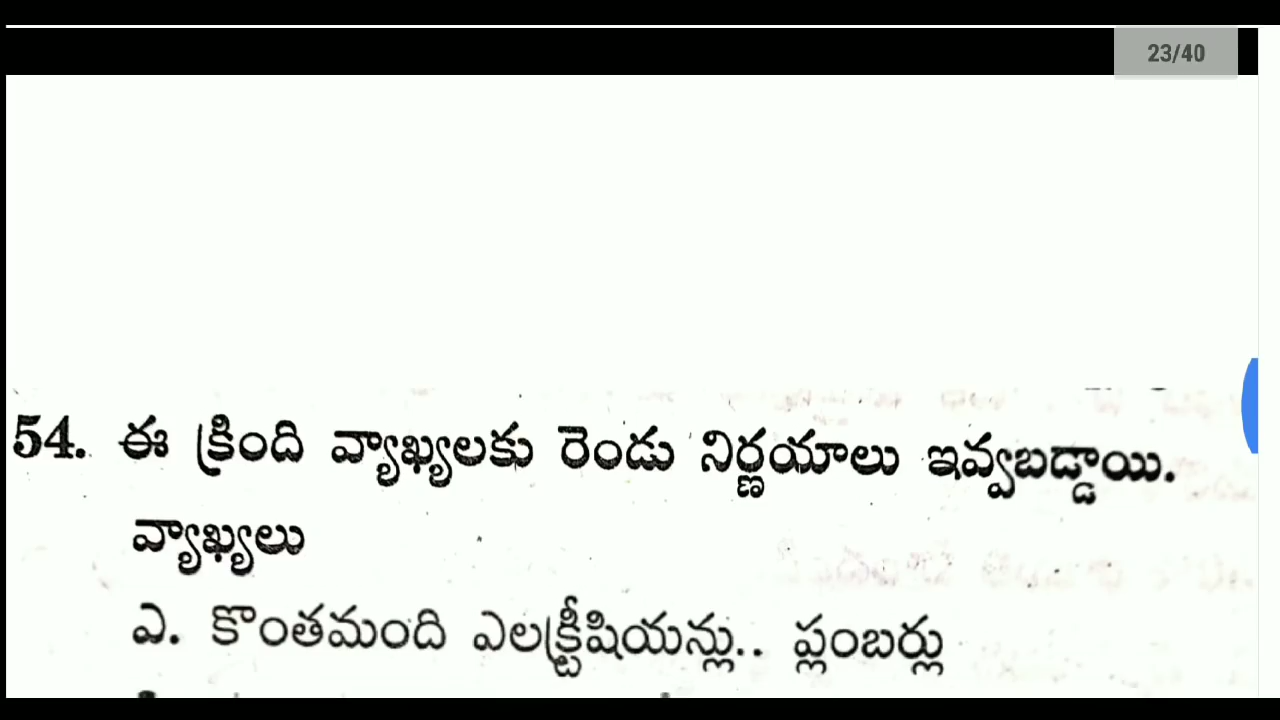 23/40
54. ఈ క్రింది వ్యాఖ్యలకు రెండు నిర్ణయాలు ఇవ్వబడ్డాయి.
వ్యాఖ్యలు
ఎ. కొంతమంది ఎలక్ట్రీషియన్లు.. ప్లంబర్లు